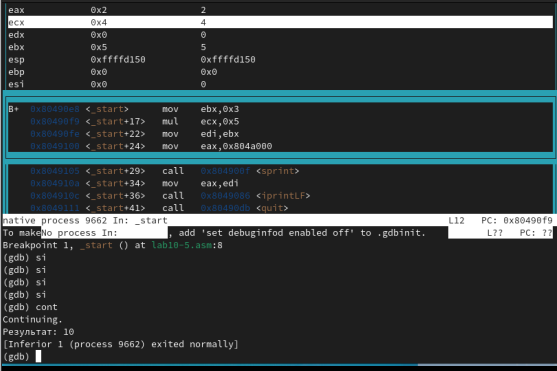 eax 0x2 2
ecx 0x4 4
edx 0x0 0
ebx 0x5 5
esp 0xffffd150 0xffffd150
ebp 0x0 0x0
esi 0x0 0
B+ 0x80490e8 <_start> mov ebx,0x3
<_start+17> mul ecx,0x5
0x80490fe <_start+22> mov edi,ebx
0x8049100 <_start+24> mov eax,0x804a000
0x8049105 <_start+29> call 0x804900f <sprint>
0x804910a <_start+34> mov eax,edi
0x804910c <_start+36> call 0x8049086 <iprintLF>
0x8049111 <_start+41> call 0x80490db <quit>
native process 9662 In: _start L12 PC: 0x80490f9
To makeNo process In: , add 'set debuginfod enabled off' to .gdbinit. L?? PC: ??
Breakpoint 1, _start () at lab10-5.asm:8
(gdb) si
(gdb) si
(gdb) si
(gdb) si
(gdb) cont
Continuing.
Результат: 10
[Inferior 1 (process 9662) exited normally]
(gdb)